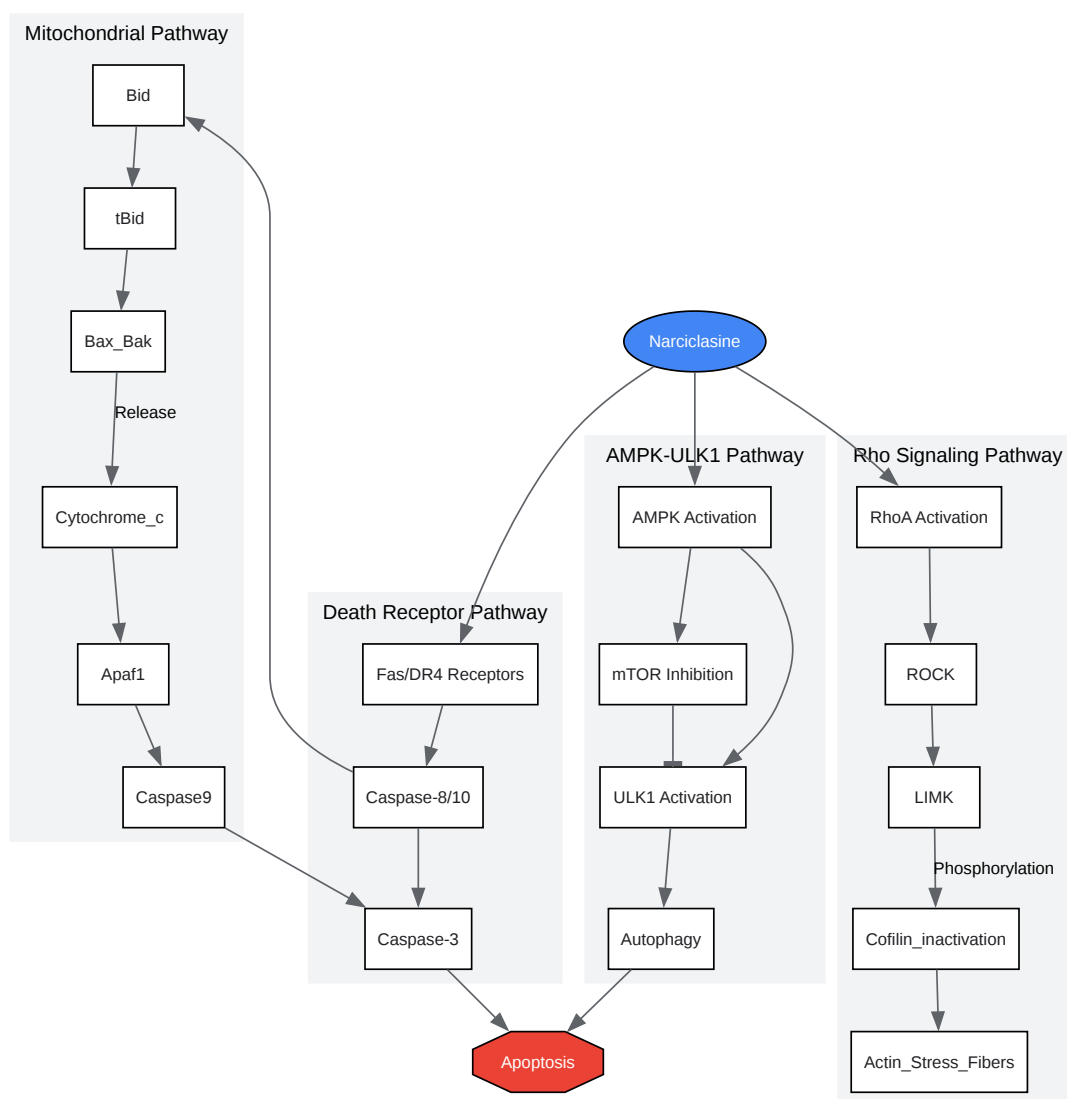 Mitochondrial Pathway
Bid
tBid
Bax_Bak
Release
Cytochrome_c
Apaf1
Caspase9
Narciclasine
Death Receptor Pathway
Fas/DR4 Receptors
Caspase-8/10
Caspase-3
AMPK-ULK1 Pathway
AMPK Activation
mTOR Inhibition
ULK1 Activation
Autophagy
Rho Signaling Pathway
RhoA Activation
ROCK
LIMK
Phosphorylation
Cofilin_inactivation
Actin_Stress_Fibers
Apoptosis